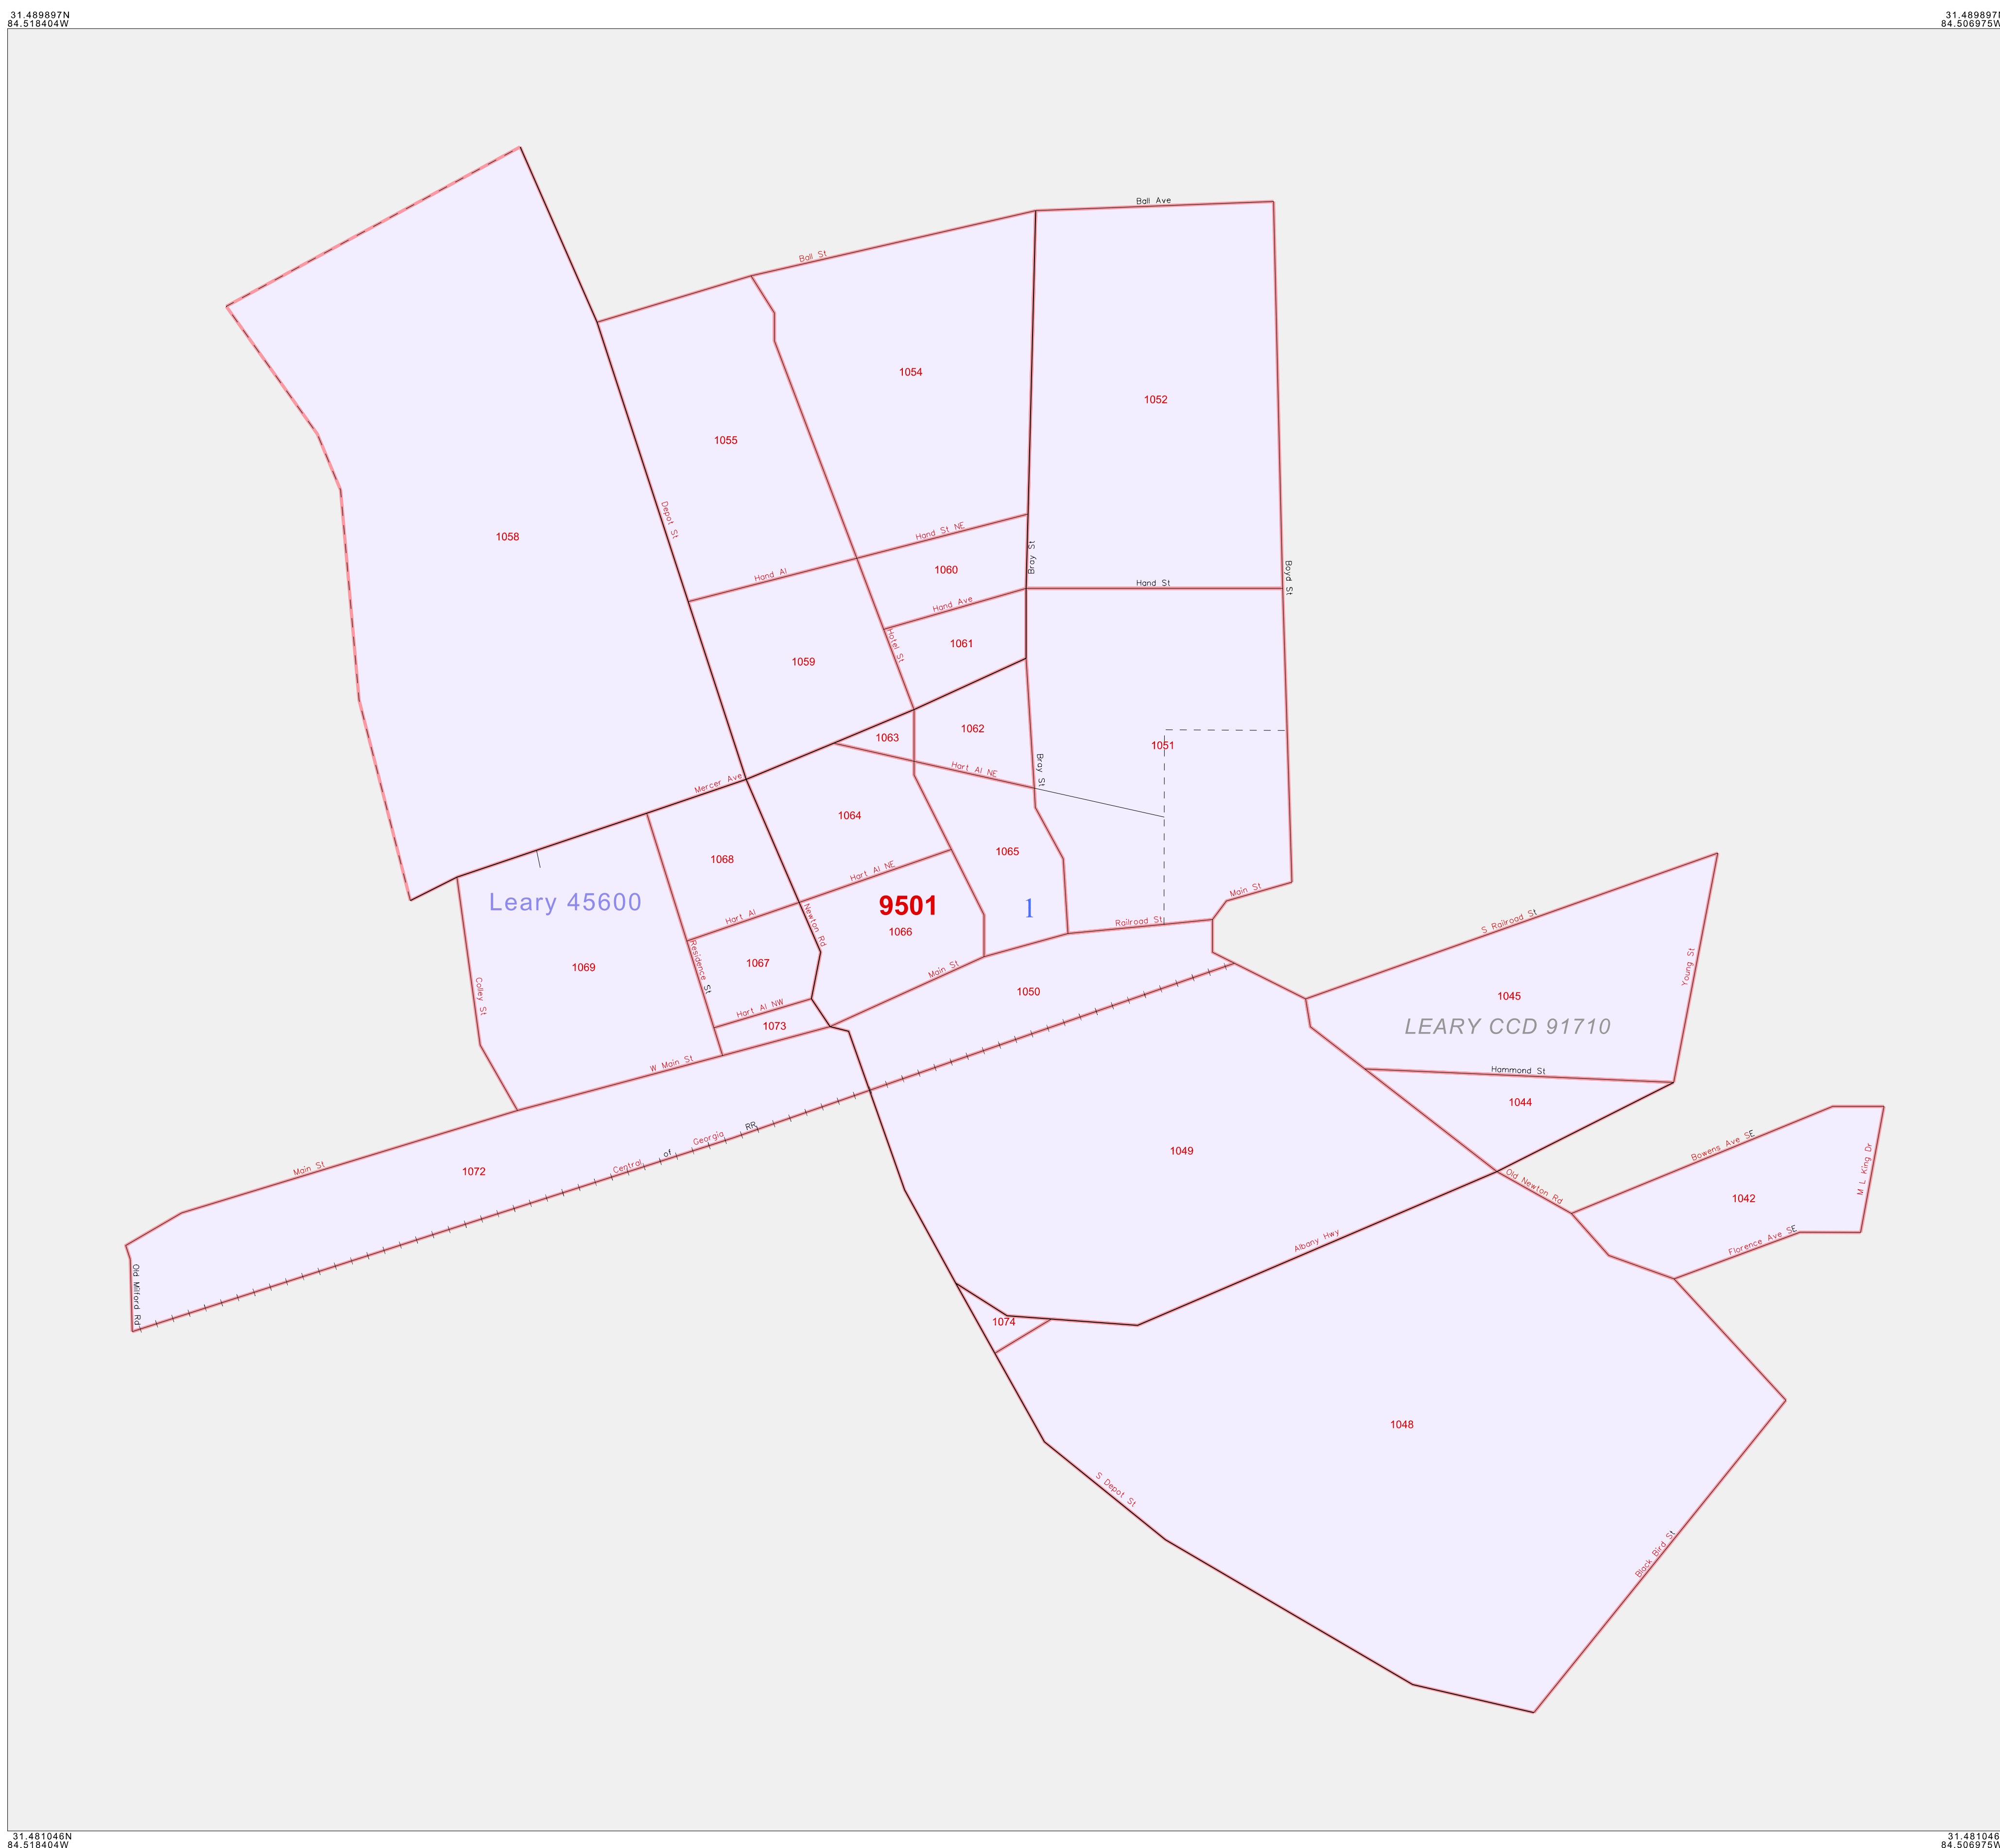 31.489897N
84.518404W
31.489897N
84.506975W
Ball Ave
Ball St
1054
1052
1055
Depot St
1058
Hand St NE
Bray St
Hand Al
1060
Hand St
Boyd St
Hand Ave
Hotel St
1061
1059
1062
1063
1051
Hart Al NE
Bray St
Mercer Ave
1064
1068
1065
Hart Al NE
Leary 45600
9501
1
Main St
Hart Al
Newton Rd
Railroad St
S Railroad St
1066
Residence St
1067
1069
Main St
Young St
Colley St
1050
1045
Hart Al NW
1073
LEARY CCD 91710
W Main St
Hammond St
1044
Central of Georgia RR
1049
Bowens Ave SE
Main St
1072
Old Newton Rd
M L King Dr
1042
Albany Hwy
Florence Ave SE
Old Milford Rd
1074
1048
S Depot St
Black Bird St
31.481046N
84.518404W
31.481046N
84.506975W